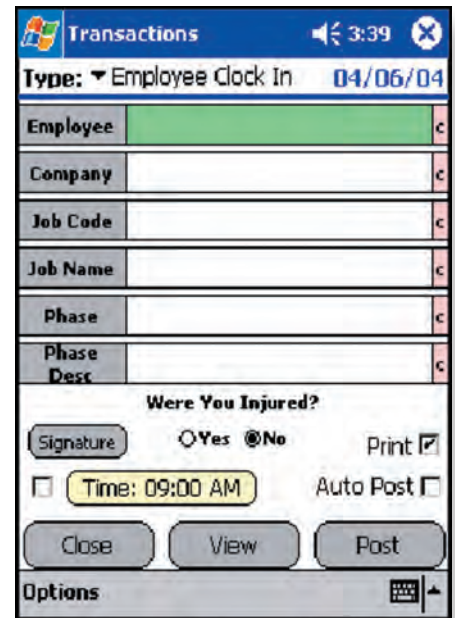 Transactions 3:39
Type: Employee Clock In 04/06/04
Employee c
Company c
Job Code c
Job Name c
Phase c
Phase
Desc c
Were You Injured?
Signature Yes No Print
Time: 09:00 AM Auto Post
Close View Post
Options